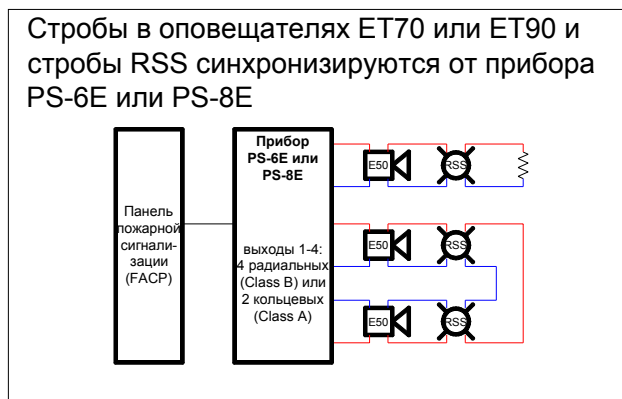 Стробы в оповещателях ET70 или ET90 и
стробы RSS синхронизируются от прибора
PS-6E или PS-8E
Панель
пожарной
сигнали-
зации
(FACP)
Прибор
PS-6E или
PS-8E
выходы 1-4:
4 радиальных
(Class B) или
2 кольцевых
(Class A)
E50
RSS
E50
RSS
E50
RSS